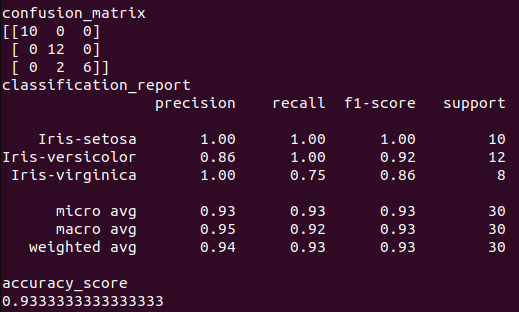 confusion_matrix
[[10  0  0]
 [ 0 12  0]
 [ 0  2  6]]
classification_report
                 precision    recall  f1-score   support

    Iris-setosa       1.00      1.00      1.00        10
Iris-versicolor       0.86      1.00      0.92        12
 Iris-virginica       1.00      0.75      0.86         8

      micro avg       0.93      0.93      0.93        30
      macro avg       0.95      0.92      0.93        30
   weighted avg       0.94      0.93      0.93        30

accuracy_score
0.9333333333333333